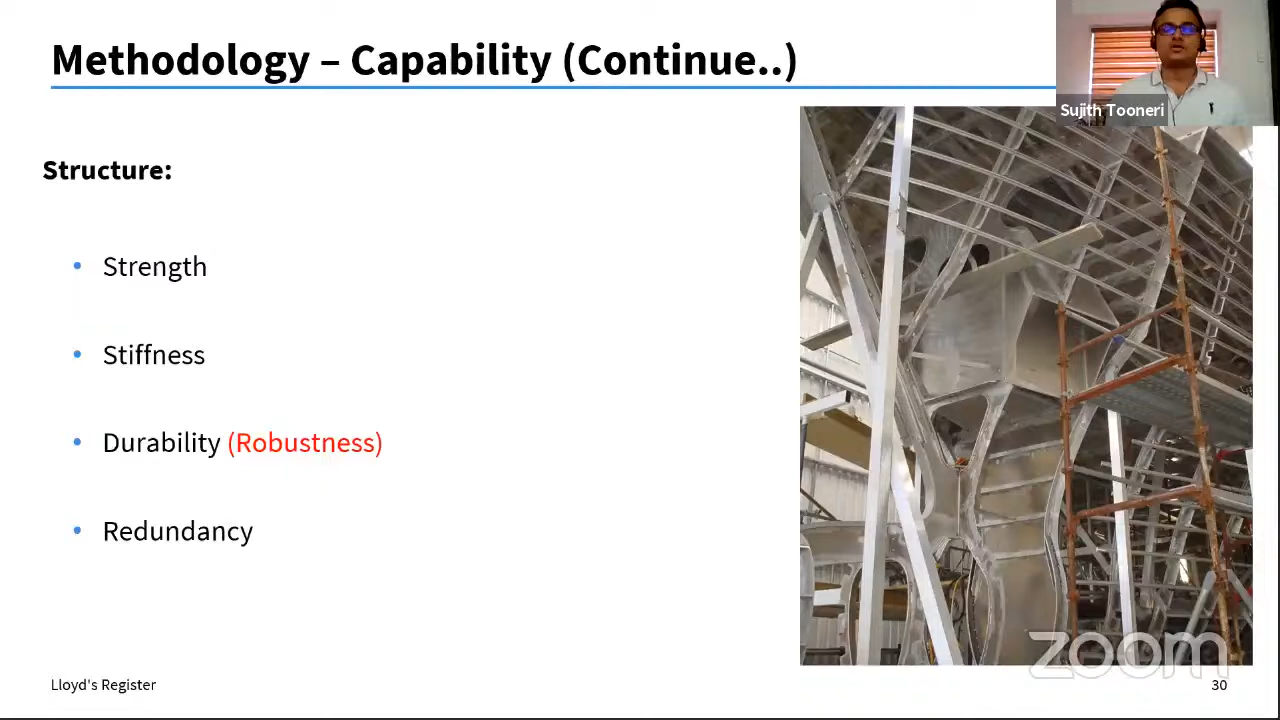 Methodology – Capability (Continue..)
Sujith Tooneri
Structure:
• Strength
• Stiffness
• Durability (Robustness)
• Redundancy
zoom
Lloyd's Register
30